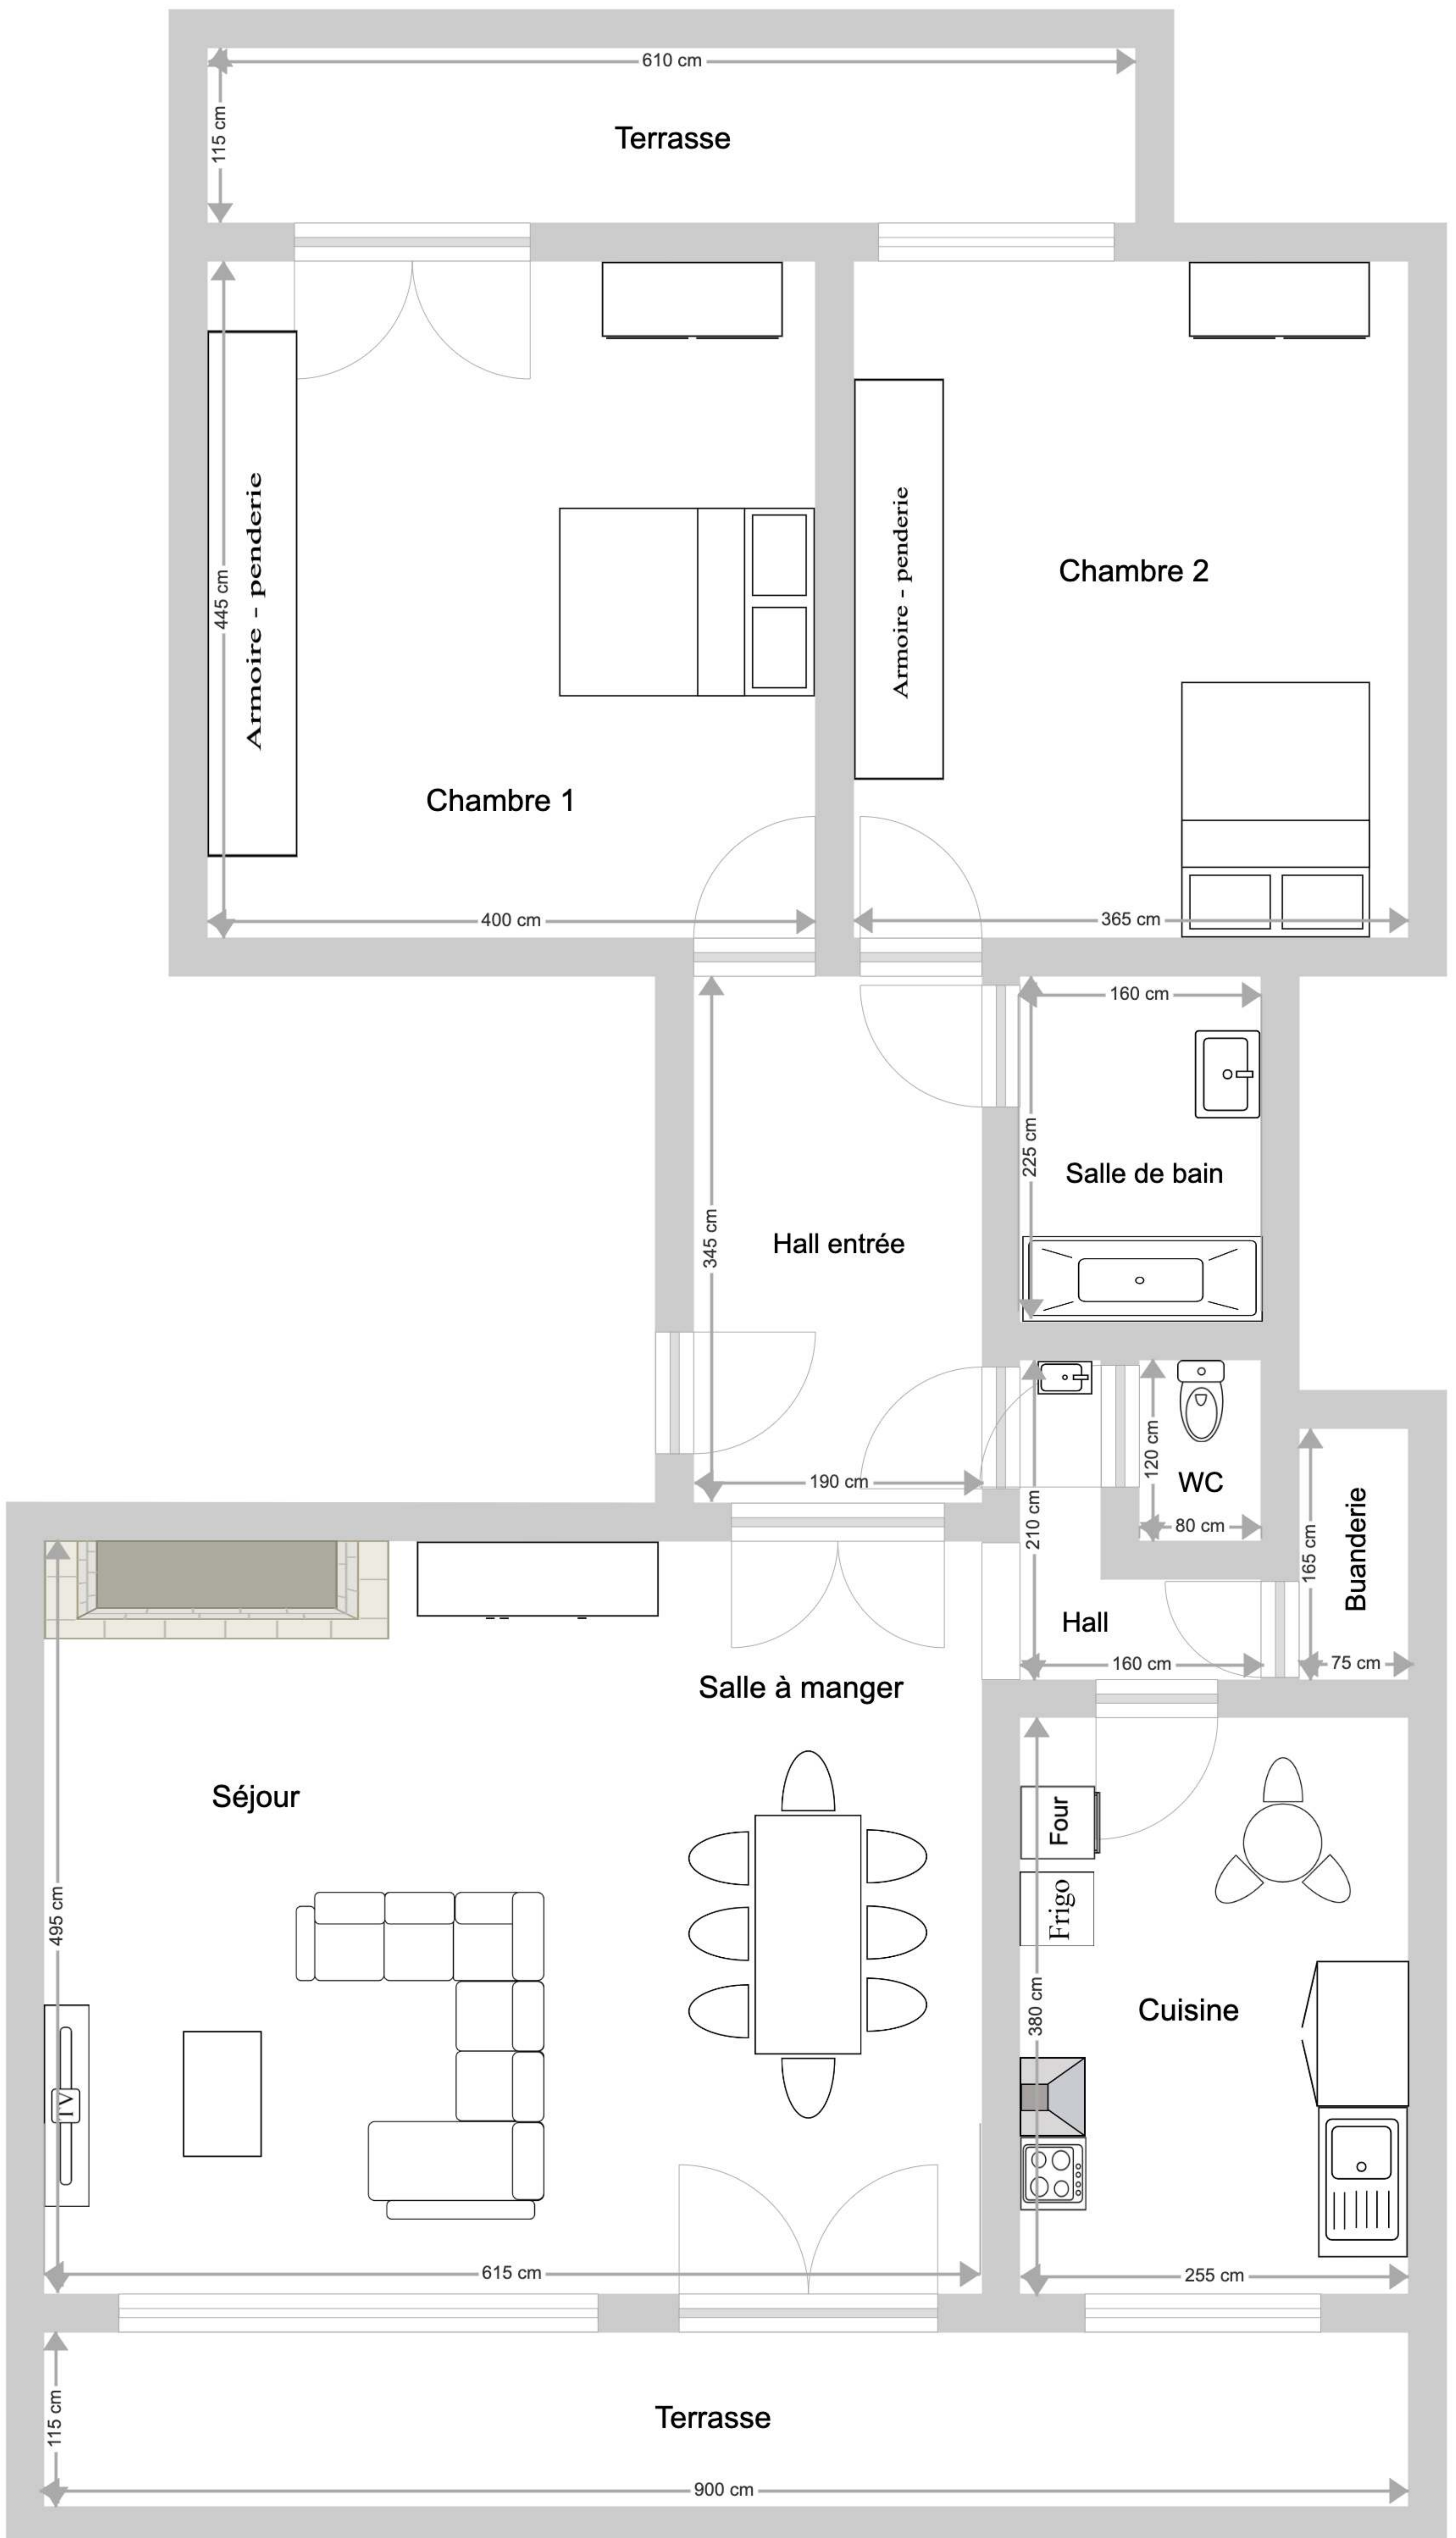 610 cm
115 cm
Terrasse
Armoire - penderie
445 cm
Armoire - penderie
Chambre 2
Chambre 1
400 cm
365 cm
160 cm
225 cm
Salle de bain
345 cm
Hall entrée
190 cm
120 cm
WC
210 cm
80 cm
165 cm
Buanderie
Hall
160 cm
75 cm
Salle à manger
Séjour
Four
Frigo
495 cm
380 cm
Cuisine
TV
615 cm
255 cm
115 cm
Terrasse
900 cm